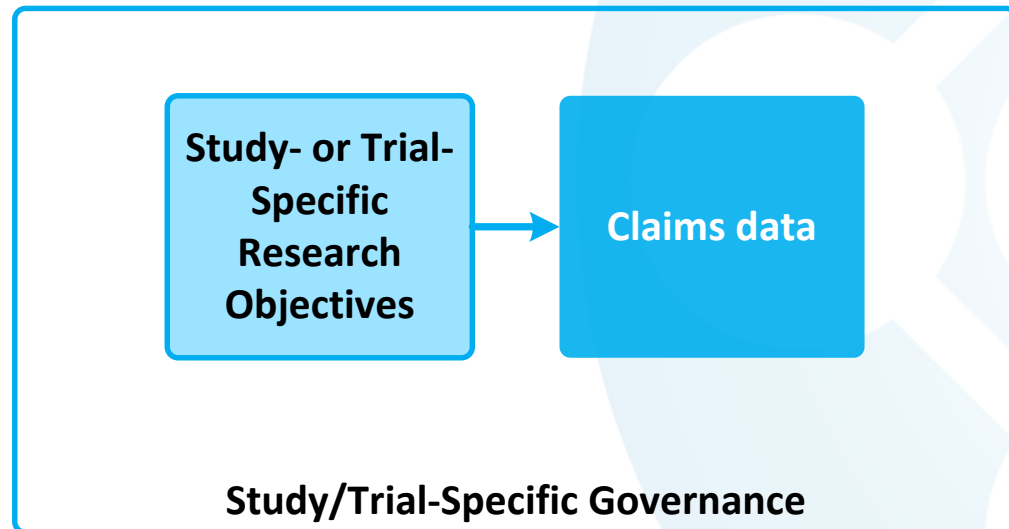 Study- or Trial-
Specific
Research
Objectives
Claims data
Study/Trial-Specific Governance